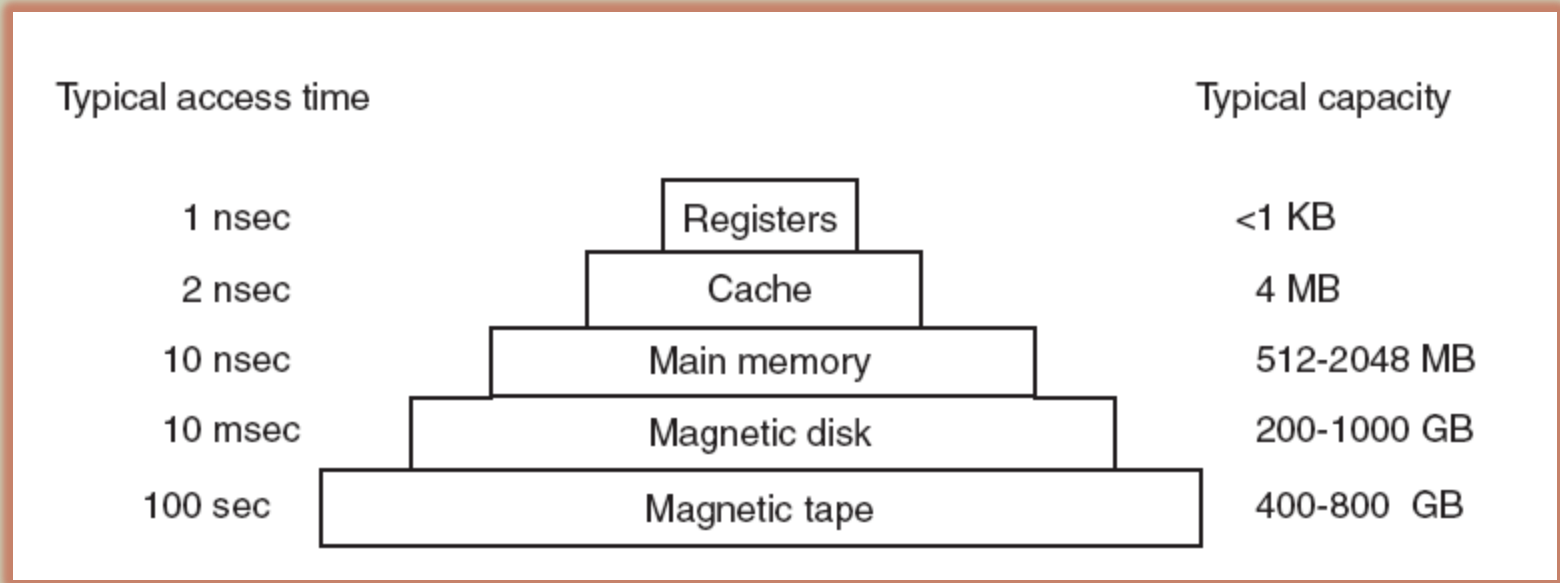 Typical access time Typical capacity
1 nsec Registers <1 KB
2 nsec Cache 4 MB
10 nsec Main memory 512-2048 MB
10 msec Magnetic disk 200-1000 GB
100 sec Magnetic tape 400-800 GB